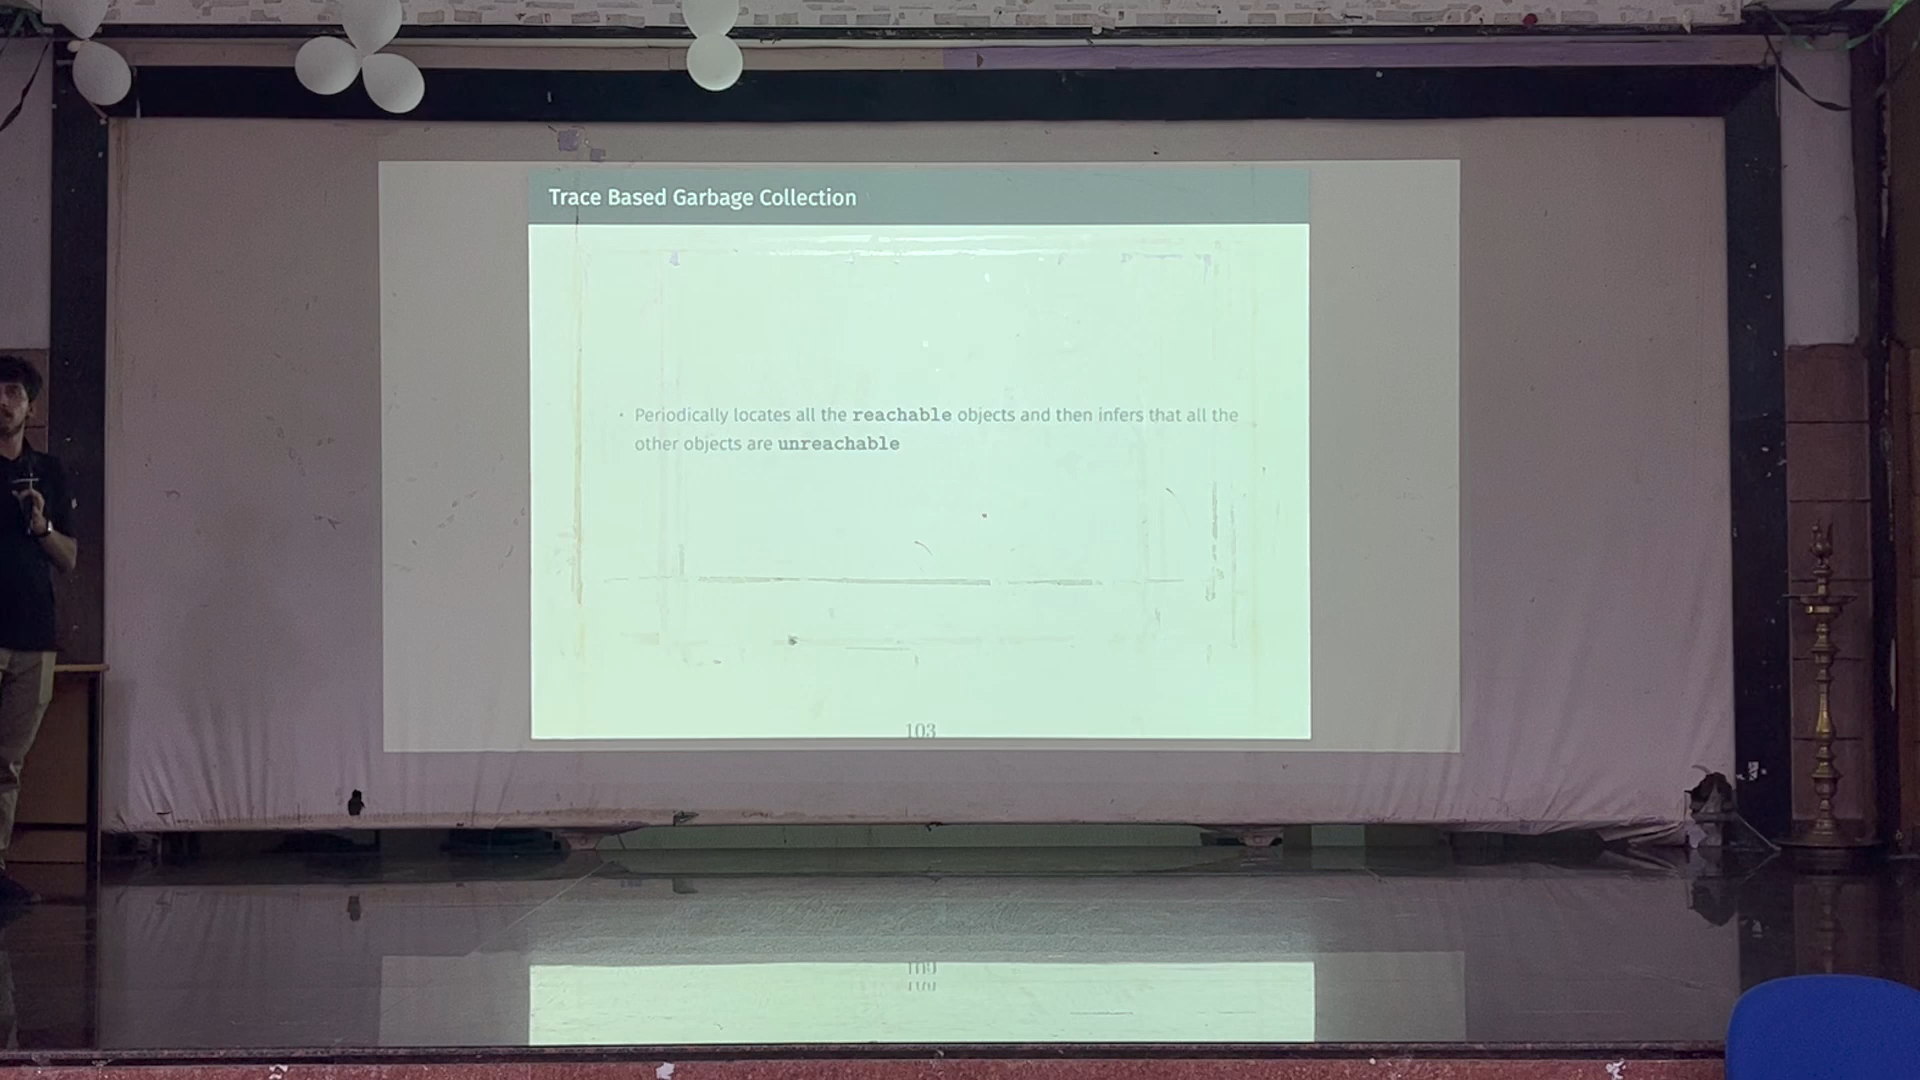 Trace Based Garbage Collection
· Periodically locates all the reachable objects and then infers that all the
other objects are unreachable
103